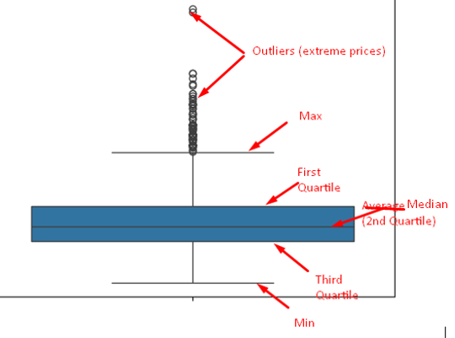 Outliers (extreme prices)
Max
First
Quartile
Average Median
(2nd Quartile)
Third
Quartile
Min